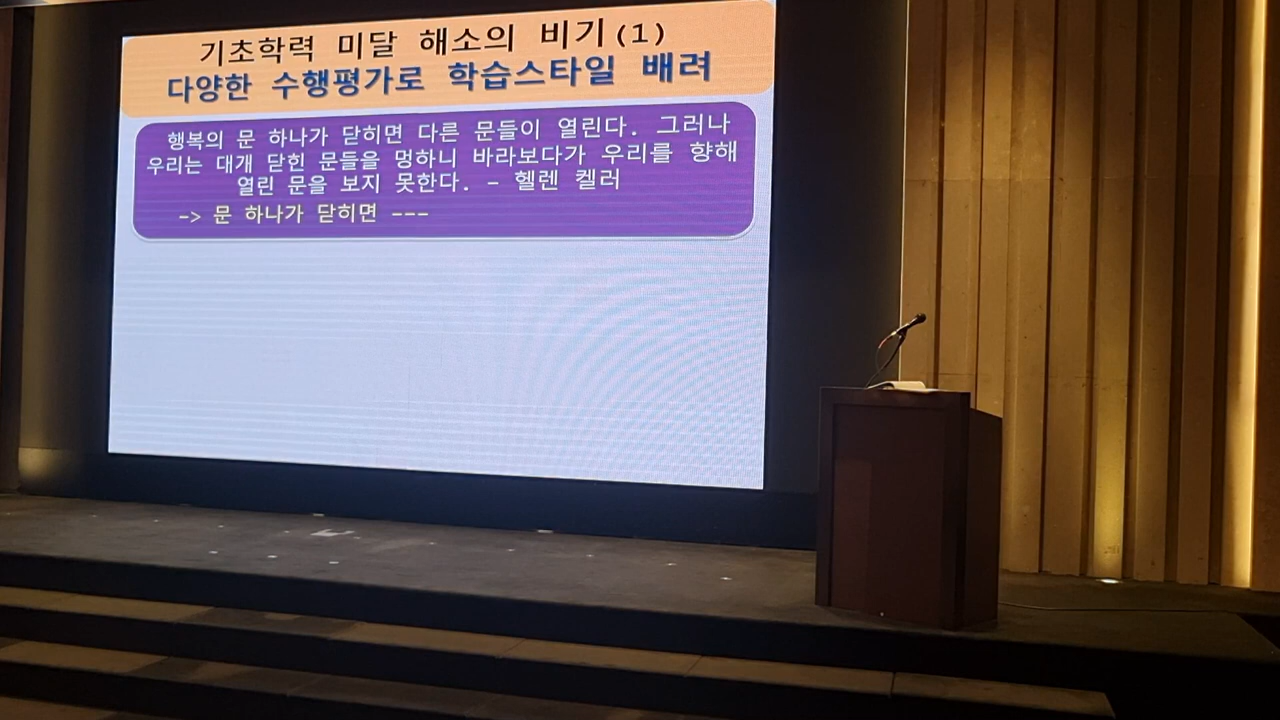 기초학력 미달 해소의 비기(1)
다양한 수행평가로 학습스타일 배려
행복의 문 하나가 닫히면 다른 문들이 열린다. 그러나
우리는 대개 닫힌 문들을 멍하니 바라보다가 우리를 향해
열린 문을 보지 못한다. - 헬렌 켈러
-> 문 하나가 닫히면 ---